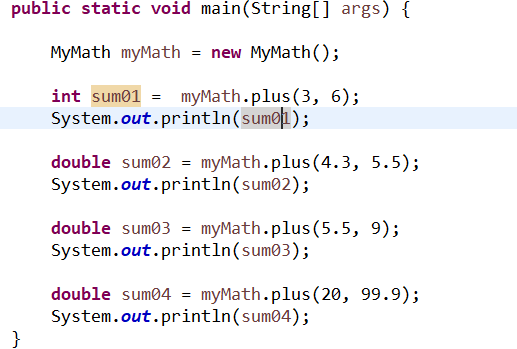 public static void main(String[] args) {
MyMath myMath = new MyMath();
int sum01 =  myMath.plus(3, 6);
System.out.println(sum01);
double sum02 = myMath.plus(4.3, 5.5);
System.out.println(sum02);
double sum03 = myMath.plus(5.5, 9);
System.out.println(sum03);
double sum04 = myMath.plus(20, 99.9);
System.out.println(sum04);
}